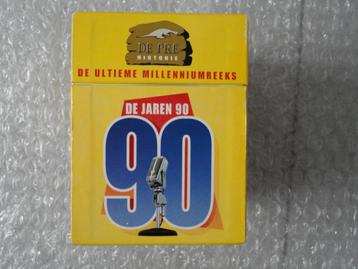 DE PRE
HISTORIE
DE ULTIEME MILLENNIUMREEKS
DE JAREN 90
90